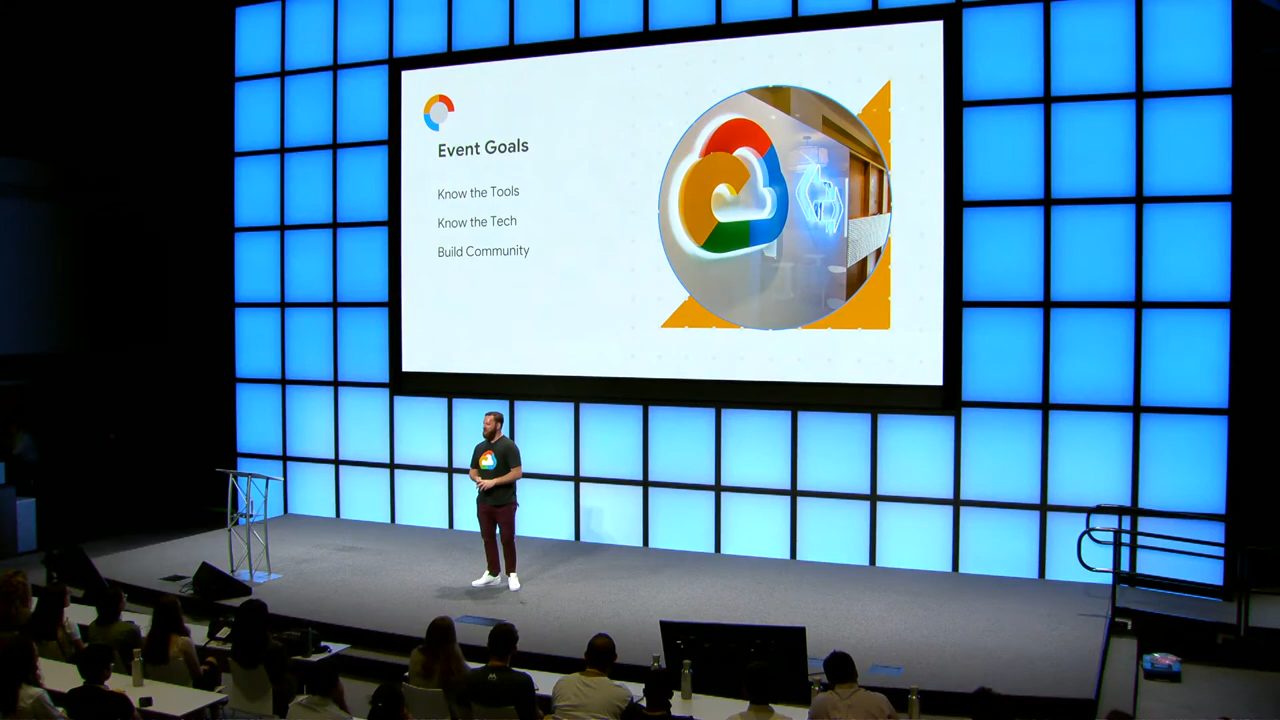 Event Goals
Know the Tools
Know the Tech
Build Community